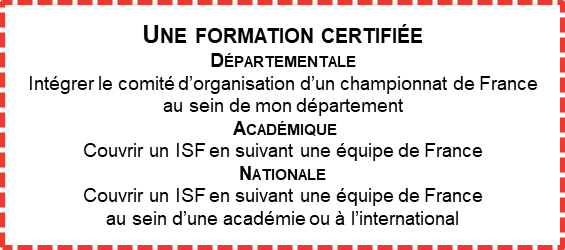 UNE FORMATION CERTIFIÉE
DÉPARTEMENTALE
Intégrer le comité d’organisation d’un championnat de France
au sein de mon département
ACADÉMIQUE
Couvrir un ISF en suivant une équipe de France
NATIONALE
Couvrir un ISF en suivant une équipe de France
au sein d’une académie ou à l’international